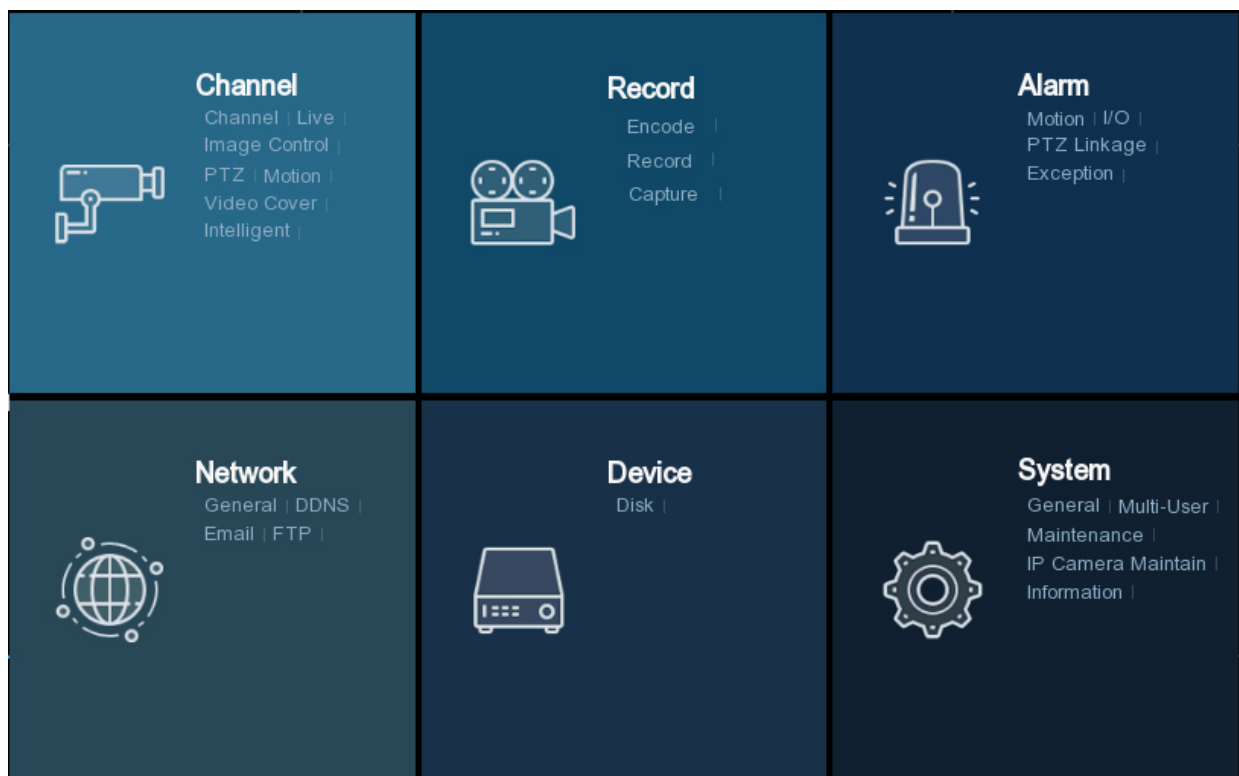 Channel
Channel | Live |
Image Control |
PTZ | Motion |
Video Cover |
Intelligent |
Record
Encode |
Record |
Capture |
Alarm
Motion | I/O |
PTZ Linkage |
Exception |
Network
General | DDNS |
Email | FTP |
Device
Disk |
System
General | Multi-User |
Maintenance |
IP Camera Maintain |
Information |